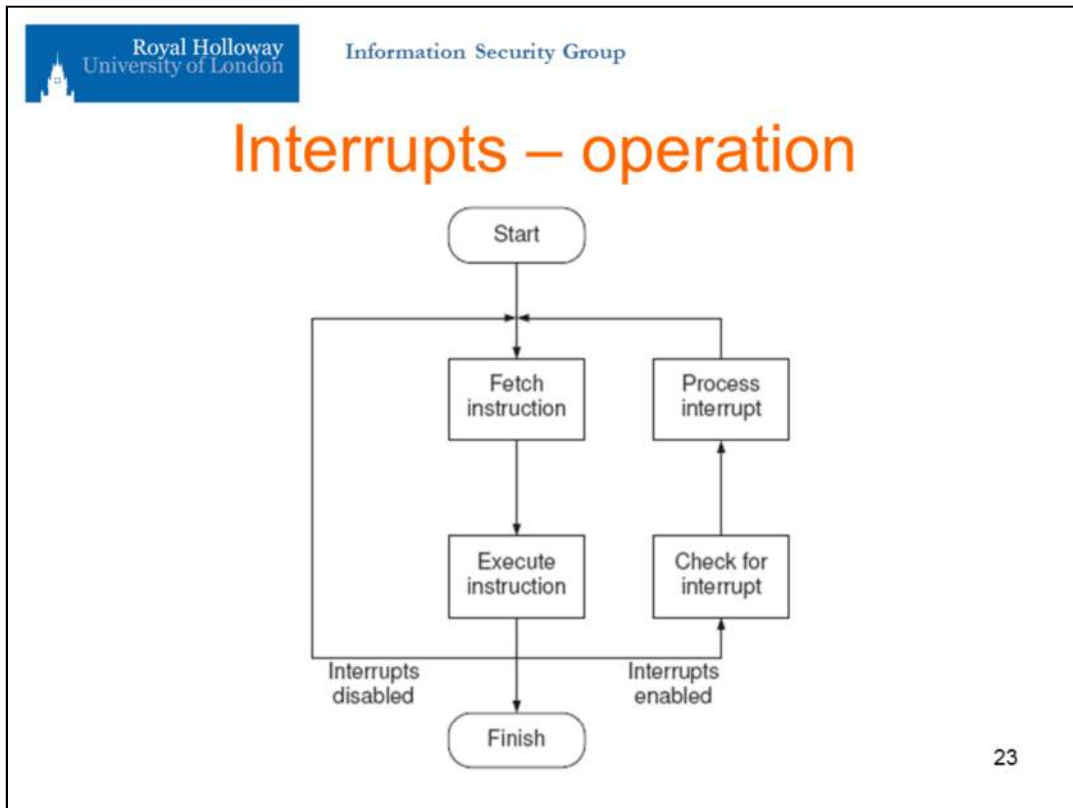 Royal Holloway
University of London
Information Security Group
Interrupts – operation
Start
Fetch
instruction
Process
interrupt
Execute
instruction
Check for
interrupt
Interrupts
disabled
Interrupts
enabled
Finish
23